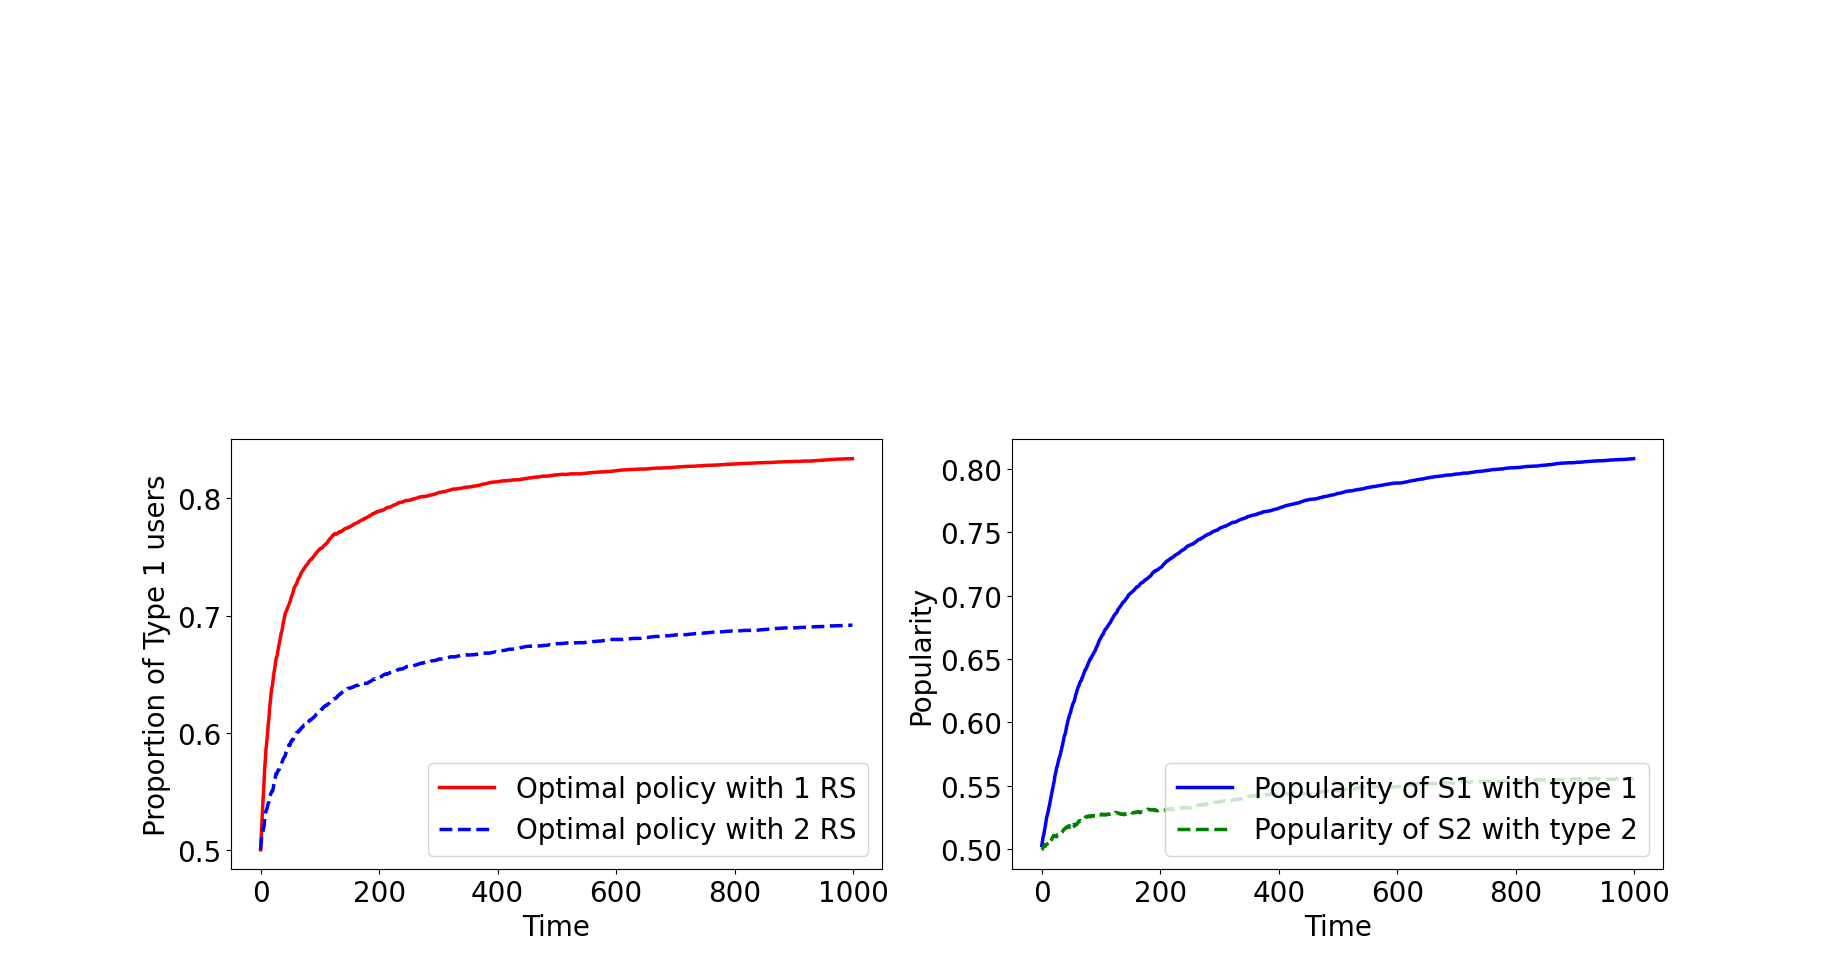 Proportion of Type 1 users
0.8
0.7
0.6
0.5
Optimal policy with 1 RS
Optimal policy with 2 RS
0 200 400 600 800 1000
Time
Popularity
0.80
0.75
0.70
0.65
0.60
0.55
0.50
Popularity of S1 with type 1
Popularity of S2 with type 2
0 200 400 600 800 1000
Time